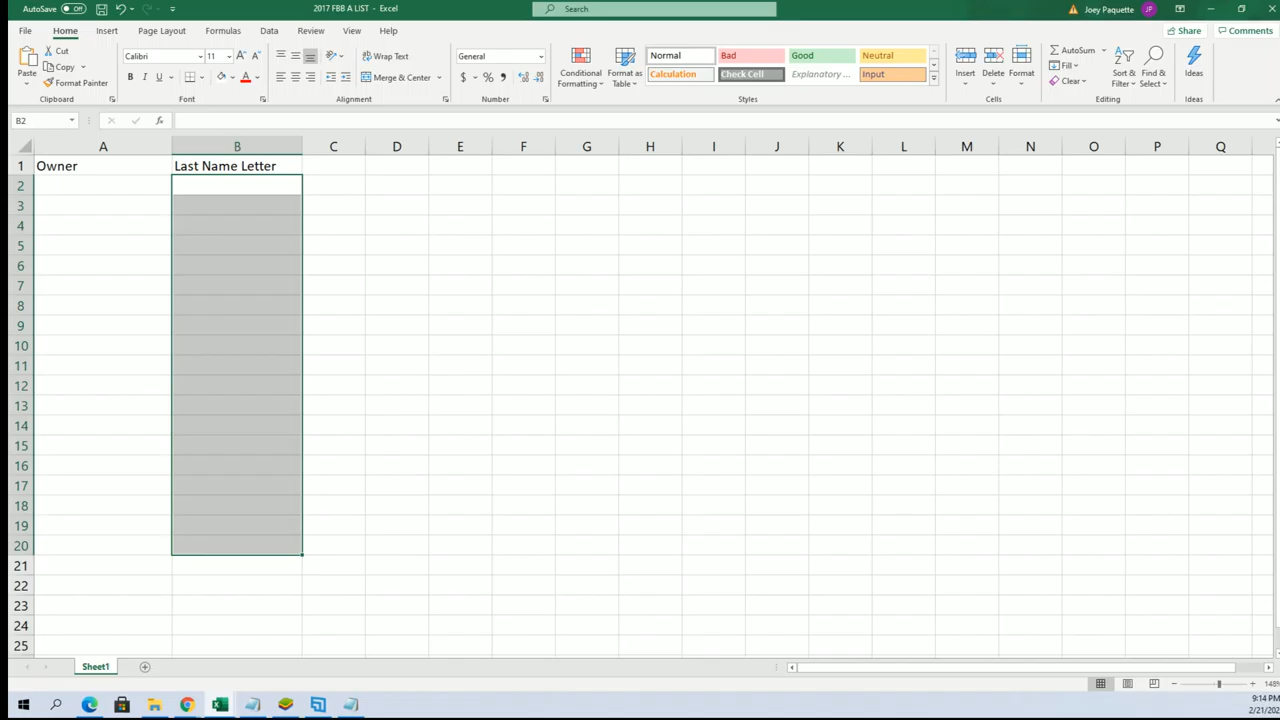 AutoSave Off 2017 FBB A LIST - Excel Search Joey Paquette JP
File Home Insert Page Layout Formulas Data Review View Help Share Comments
Paste Cut Copy Format Painter Clipboard
Calibri 11 A A B I U A Font
Wrap Text Merge & Center Alignment
General $ % Number
Conditional Formatting Format as Table Normal Bad Good Neutral Calculation Check Cell Explanatory ... Input Styles
Insert Delete Format Cells
AutoSum Fill Clear Sort & Filter Find & Select Editing
Ideas Ideas
B2 fx
A B C D E F G H I J K L M N O P Q
1 Owner Last Name Letter
2
3
4
5
6
7
8
9
10
11
12
13
14
15
16
17
18
19
20
21
22
23
24
25
Sheet1
148%
9:14 PM
2/21/202